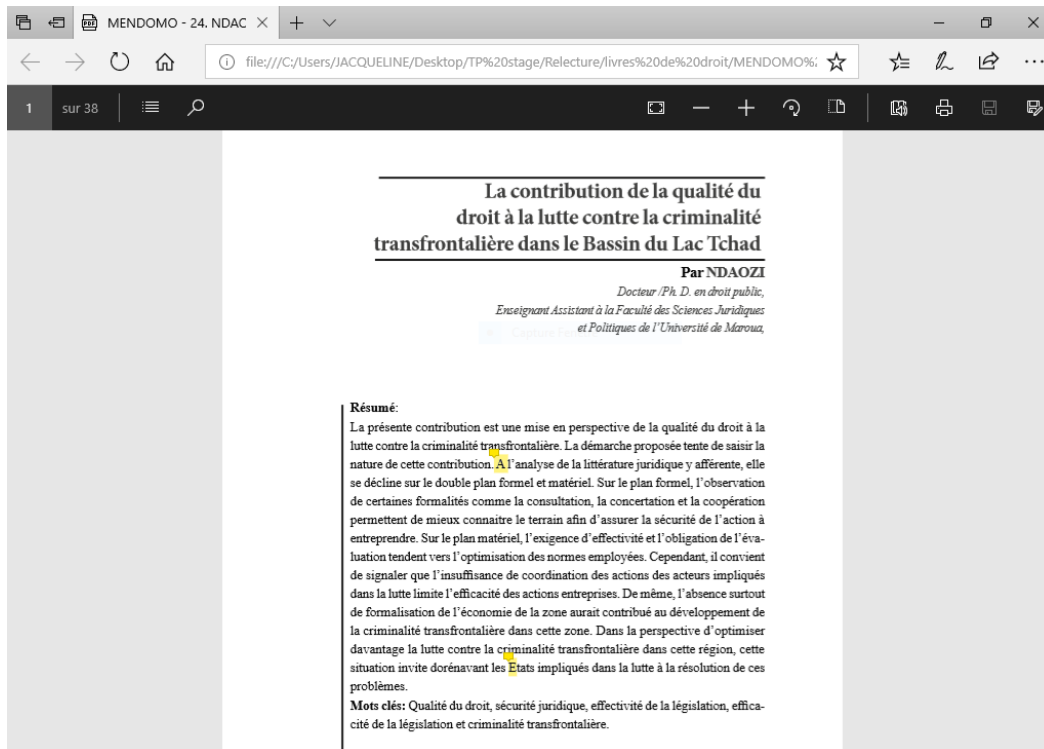 MENDOMO - 24. NDAC
file:///C:/Users/JACQUELINE/Desktop/TP%20stage/Relecture/livres%20de%20droit/MENDOMO%
1 sur 38
La contribution de la qualité du
droit à la lutte contre la criminalité
transfrontalière dans le Bassin du Lac Tchad
Par NDAOZI
Docteur /Ph. D. en droit public,
Enseignant Assistant à la Faculté des Sciences Juridiques
et Politiques de l'Université de Maroua,
Résumé:
La présente contribution est une mise en perspective de la qualité du droit à la
lutte contre la criminalité transfrontalière. La démarche proposée tente de saisir la
nature de cette contribution. A l'analyse de la littérature juridique y afférente, elle
se décline sur le double plan formel et matériel. Sur le plan formel, l'observation
de certaines formalités comme la consultation, la concertation et la coopération
permettent de mieux connaitre le terrain afin d'assurer la sécurité de l'action à
entreprendre. Sur le plan matériel, l'exigence d'effectivité et l'obligation de l'éva-
luation tendent vers l'optimisation des normes employées. Cependant, il convient
de signaler que l'insuffisance de coordination des actions des acteurs impliqués
dans la lutte limite l'efficacité des actions entreprises. De même, l'absence surtout
de formalisation de l'économie de la zone aurait contribué au développement de
la criminalité transfrontalière dans cette zone. Dans la perspective d'optimiser
davantage la lutte contre la criminalité transfrontalière dans cette région, cette
situation invite dorénavant les Etats impliqués dans la lutte à la résolution de ces
problèmes.
Mots clés: Qualité du droit, sécurité juridique, effectivité de la législation, effica-
cité de la législation et criminalité transfrontalière.